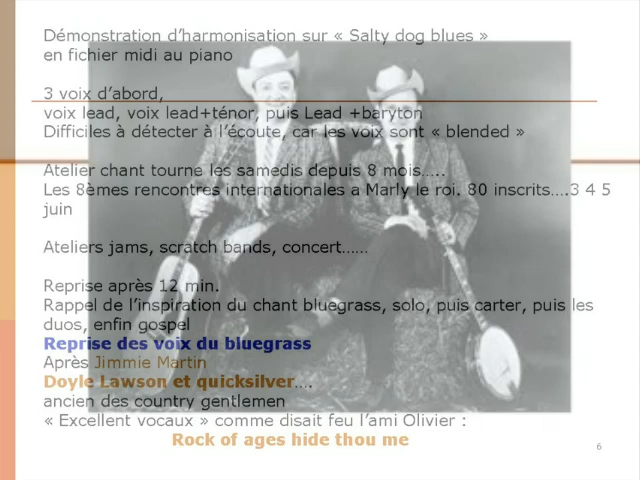 Démonstration d’harmonisation sur « Salty dog blues »
en fichier midi au piano
3 voix d’abord,
voix lead, voix lead+ténor, puis Lead +baryton
Difficiles à détecter à l’écoute, car les voix sont « blended »
Atelier chant tourne les samedis depuis 8 mois…..
Les 8èmes rencontres internationales a Marly le roi. 80 inscrits….3 4 5
juin
Ateliers jams, scratch bands, concert……
Reprise après 12 min.
Rappel de l’inspiration du chant bluegrass, solo, puis carter, puis les
duos, enfin gospel
Reprise des voix du bluegrass
Après Jimmie Martin
Doyle Lawson et quicksilver….
ancien des country gentlemen
« Excellent vocaux » comme disait feu l’ami Olivier :
Rock of ages hide thou me
6